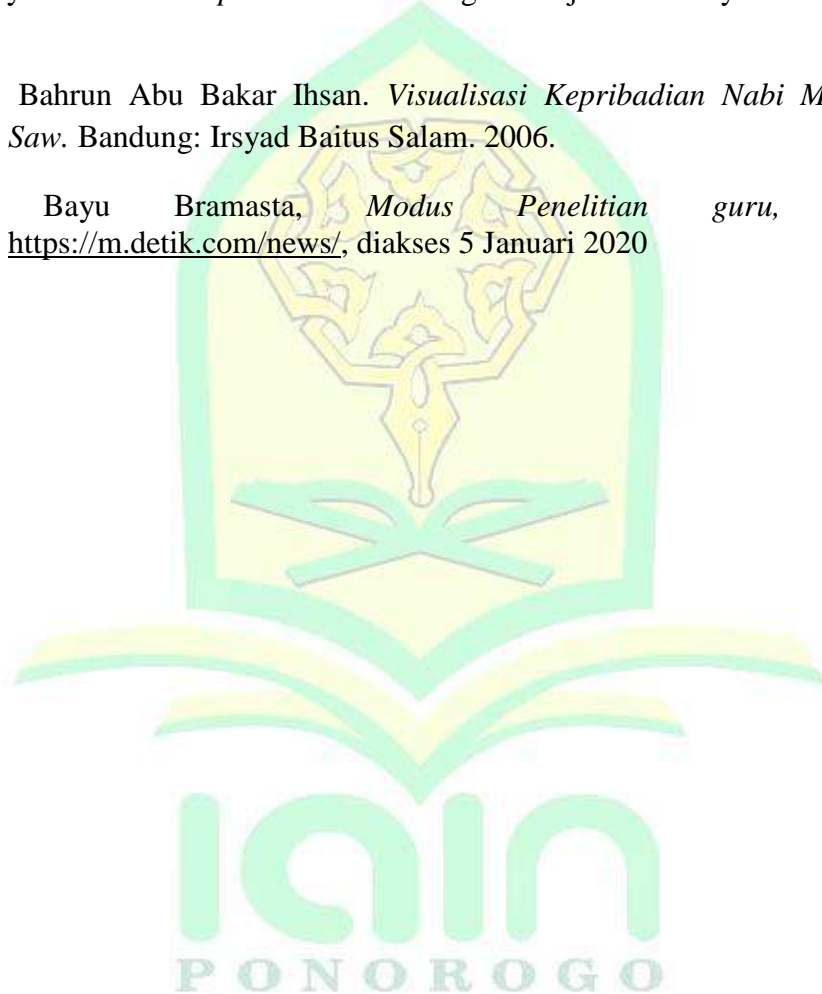 Bahrun Abu Bakar Ihsan. Visualisasi Kepribadian Nabi M
Saw. Bandung: Irsyad Baitus Salam. 2006.
Bayu Bramasta, Modus Penelitian guru,
https://m.detik.com/news/, diakses 5 Januari 2020
iain
PONOROGO